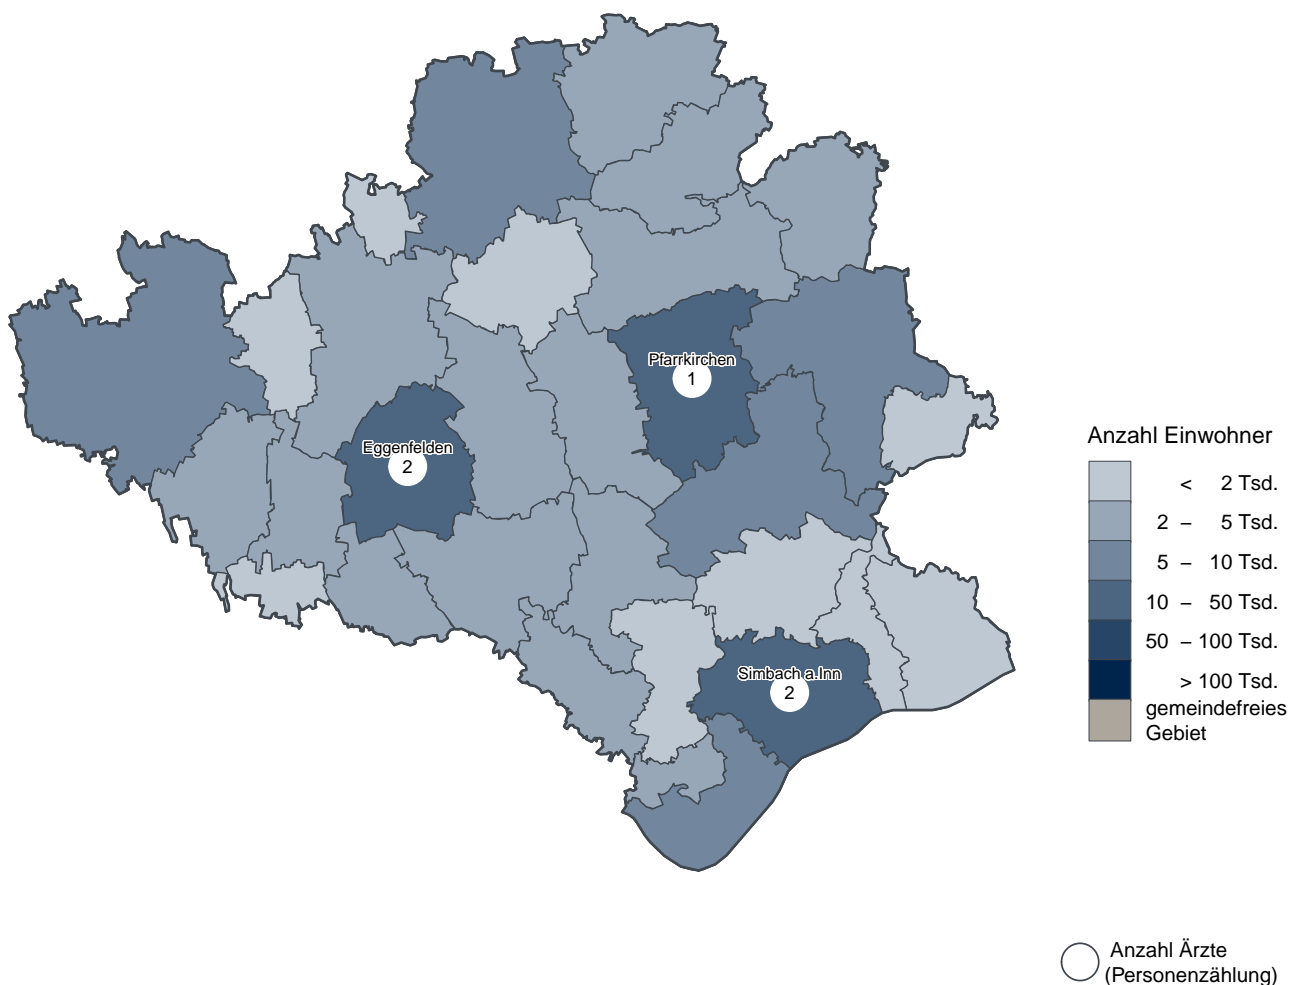 Pfarrkirchen
1
Eggenfelden
2
Simbach a.Inn
2
Anzahl Einwohner
< 2 Tsd.
2 – 5 Tsd.
5 – 10 Tsd.
10 – 50 Tsd.
50 – 100 Tsd.
> 100 Tsd.
gemeindefreies
Gebiet
Anzahl Ärzte
(Personenzählung)